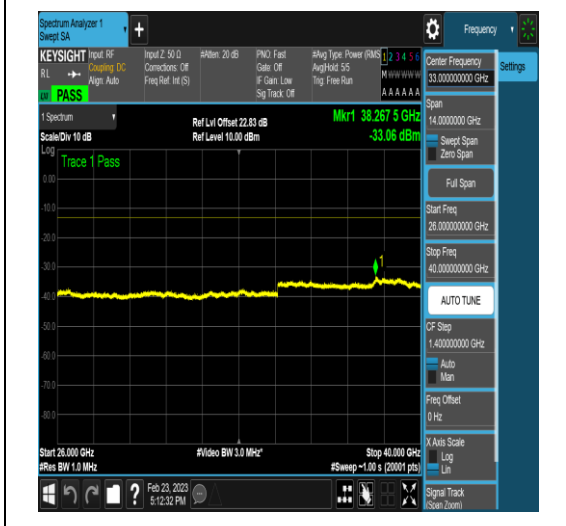 Spectrum Analyzer 1
Swept SA
Frequency
KEYSIGHT
RL
PASS
Input: RF
Coupling: DC
Align: Auto
Input Z: 50 Ω
Corrections: Off
Freq Ref: Int (S)
#Atten: 20 dB
PNO: Fast
Gate: Off
IF Gain: Low
Sig Track: Off
#Avg Type: Power (RMS
Avg|Hold: 5/5
Trig: Free Run
1 2 3 4 5 6
M W W W W W
A A A A A A
1 Spectrum
Scale/Div 10 dB
Ref Lvl Offset 22.83 dB
Ref Level 10.00 dBm
Mkr1 38.267 5 GHz
-33.06 dBm
Log
Trace 1 Pass
1
0.00
-10.0
-20.0
-30.0
-40.0
-50.0
-60.0
-70.0
-80.0
Start 26.000 GHz
#Res BW 1.0 MHz
#Video BW 3.0 MHz*
Stop 40.000 GHz
#Sweep ~1.00 s (20001 pts)
Feb 23, 2023
5:12:32 PM
Center Frequency
33.000000000 GHz
Settings
Span
14.0000000 GHz
Swept Span
Zero Span
Full Span
Start Freq
26.000000000 GHz
Stop Freq
40.000000000 GHz
AUTO TUNE
CF Step
1.400000000 GHz
Auto
Man
Freq Offset
0 Hz
X Axis Scale
Log
Lin
Signal Track
(Span Zoom)